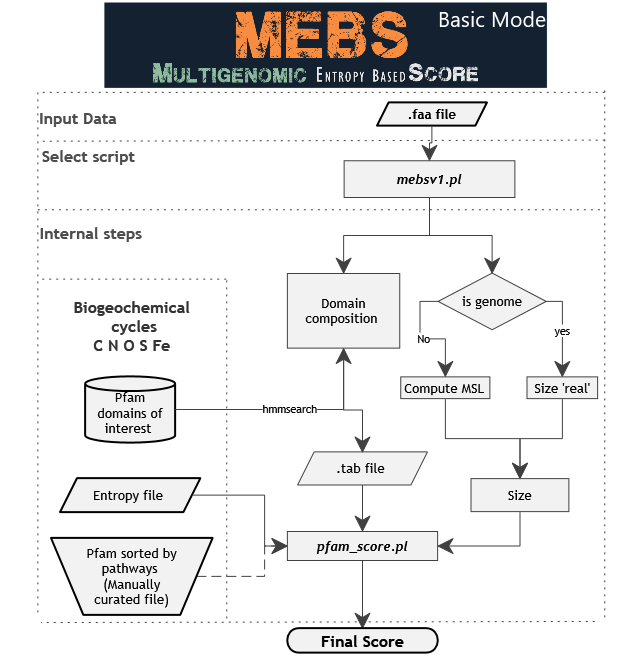 MEBS
Basic Mode
MULTIGENOMIC ENTROPY BASED SCORE
Input Data
.faa file
Select script
mebsv1.pl
Internal steps
Biogeochemical
cycles
C N O S Fe
Domain
composition
is genome
No
yes
Pfam
domains of
interest
hmmsearch
Compute MSL
Size 'real'
.tab file
Entropy file
Size
Pfam sorted by
pathways
(Manually
curated file)
pfam_score.pl
Final Score